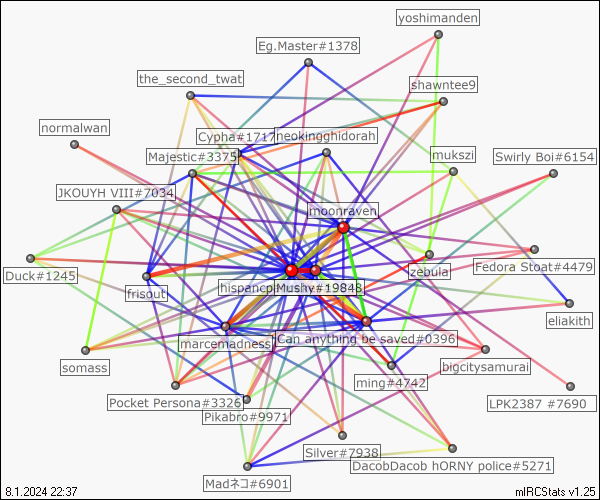 yoshimanden
Eg.Master#1378
the_second_twat
shawntee9
normalwan
Cypha#1717
neokingghidorah
Majestic#3375
mukszi
Swirly Boi#6154
JKOUYH VIII#7034
moonraven
Duck#1245
frisout
hispancp
Mushy#19848
zebula
Fedora Stoat#4479
eliakith
marcemadness
Can anything be saved#0396
somass
bigcitysamurai
ming#4742
Pocket Persona#3326
LPK2387 #7690
Pikabro#9971
Silver#7938
DacobDacob hORNY police#5271
Madネコ#6901
8.1.2024 22:37
mIRCStats v1.25